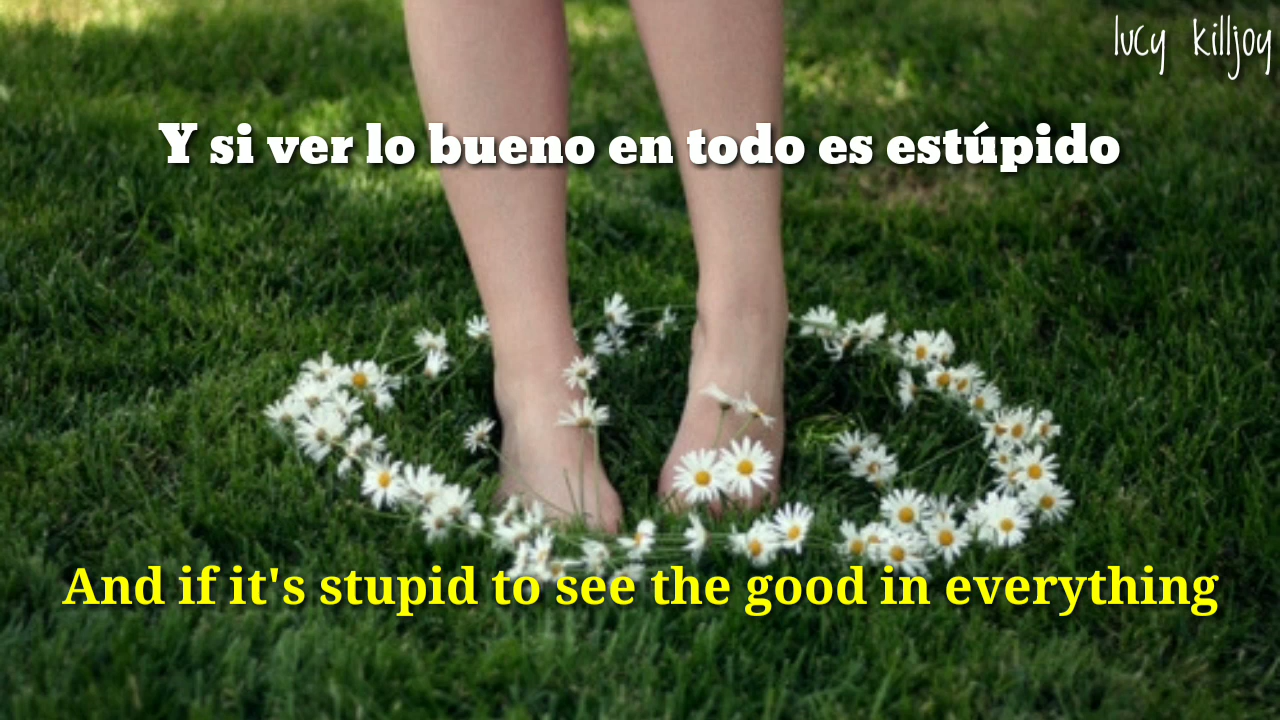 lucy killjoy
Y si ver lo bueno en todo es estúpido
And if it's stupid to see the good in everything